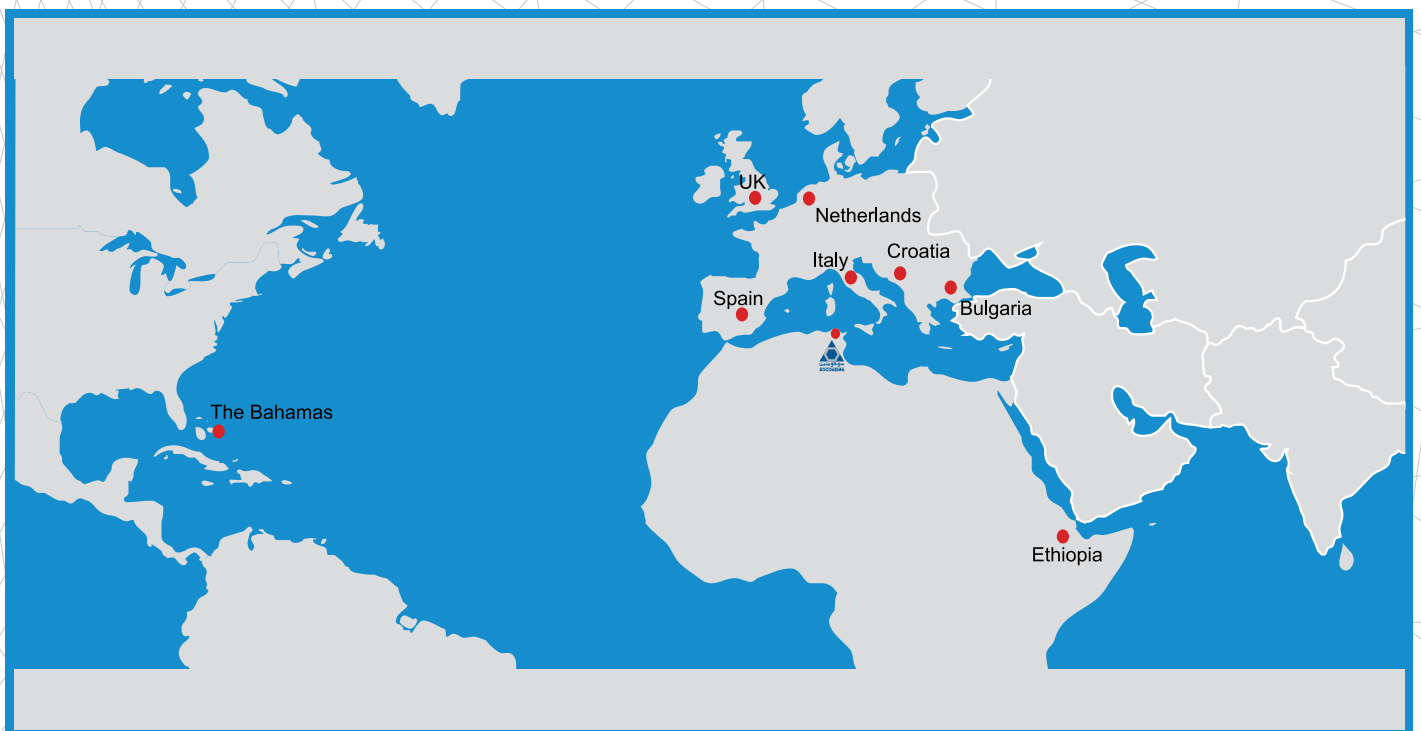 UK
Netherlands
Croatia
Italy
Spain
Bulgaria
The Bahamas
Ethiopia